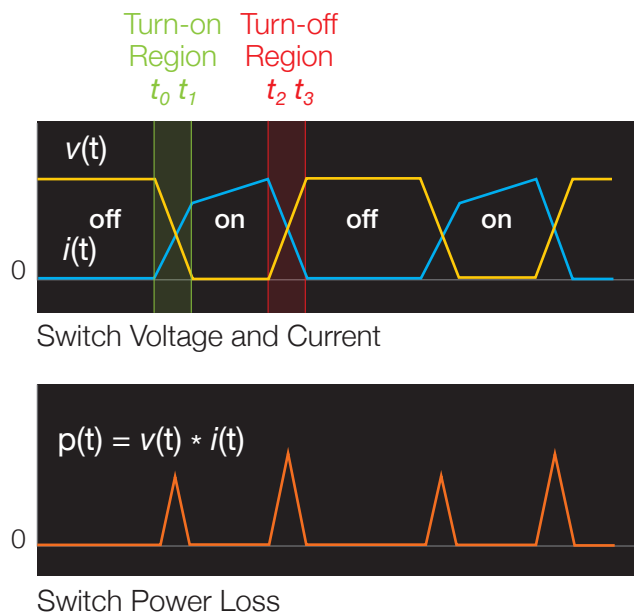 Turn-on Turn-off
Region Region
t0 t1 t2 t3
v(t)
off on off on
i(t)
0
Switch Voltage and Current
p(t) = v(t) * i(t)
0
Switch Power Loss